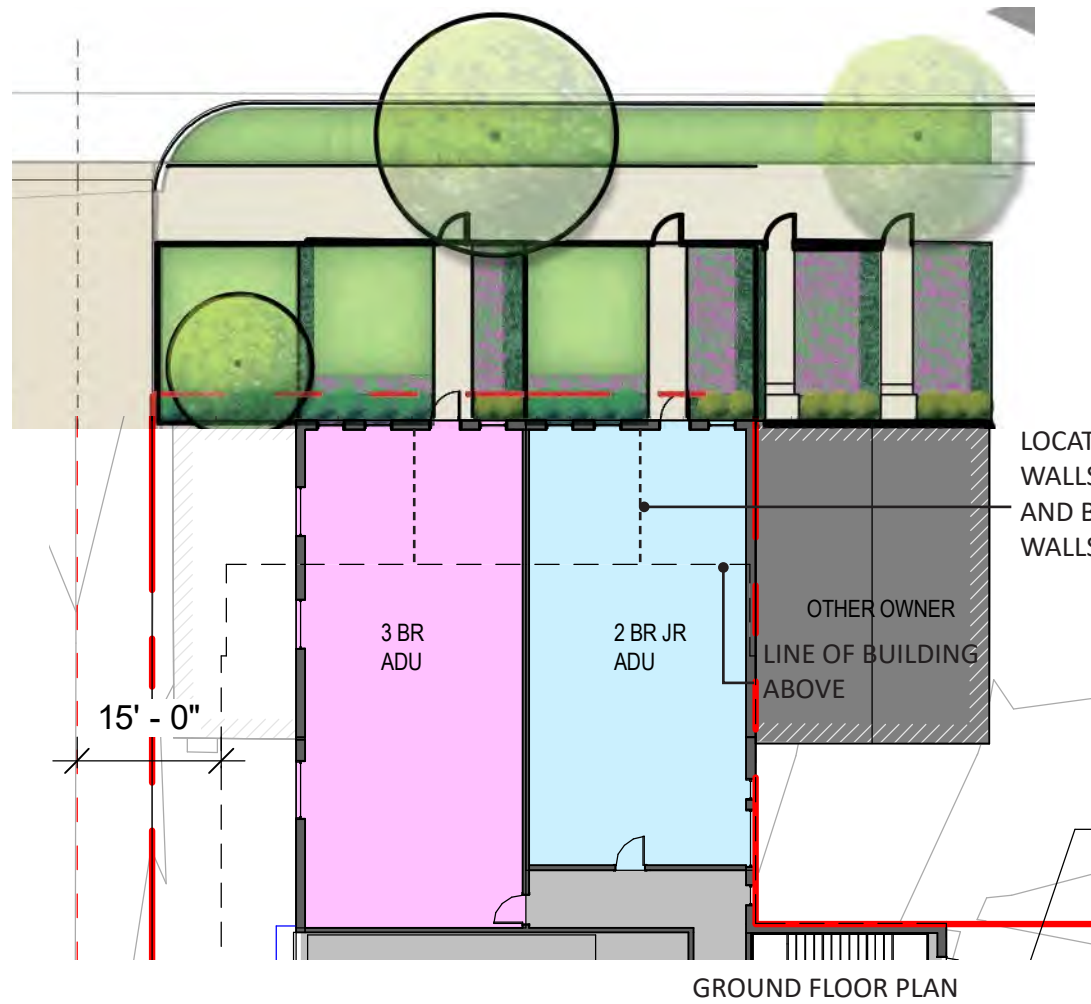 LOCAT
WALLS
AND B
WALLS
OTHER OWNER
3 BR
ADU
2 BR JR
ADU
LINE OF BUILDING
ABOVE
15' - 0"
GROUND FLOOR PLAN